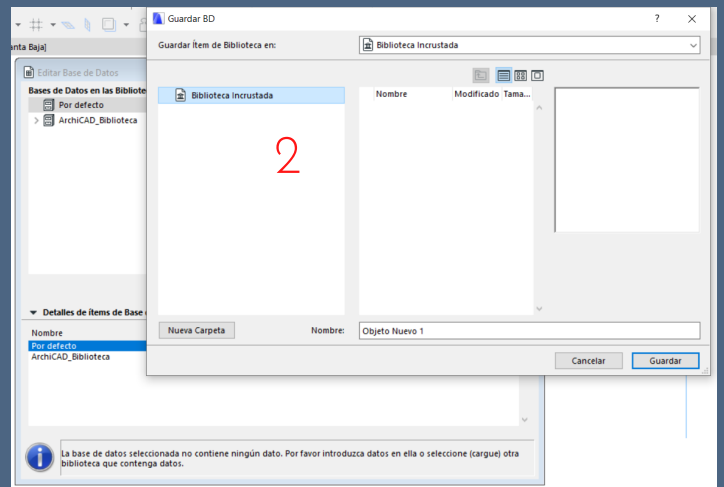 Guardar BD
?
Guardar Ítem de Biblioteca en:
Biblioteca Incrustada
anta Baja]
Editar Base de Datos
Bases de Datos en las Bibliote
Por defecto
ArchiCAD_Biblioteca
Biblioteca Incrustada
Nombre Modificado Tama...
2
Detalles de ítems de Base
Nueva Carpeta
Nombre:
Objeto Nuevo 1
Nombre
Por defecto
ArchiCAD_Biblioteca
Cancelar
Guardar
La base de datos seleccionada no contiene ningún dato. Por favor introduzca datos en ella o seleccione (cargue) otra
biblioteca que contenga datos.